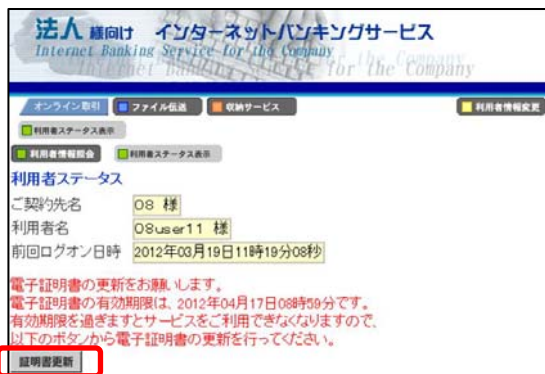 法人 様向け インターネットバンキングサービス
Internet Banking Service for the Company
オンライン取引 ファイル伝送 収納サービス 利用者情報変更
利用者ステータス表示
利用者情報照会 利用者ステータス表示
利用者ステータス
ご契約先名 08 様
利用者名 08user11 様
前回ログオン日時 2012年03月19日11時19分08秒
電子証明書の更新をお願いします。
電子証明書の有効期限は、2012年04月17日08時59分です。
有効期限を過ぎますとサービスをご利用できなくなりますので、
以下のボタンから電子証明書の更新を行ってください。
証明書更新